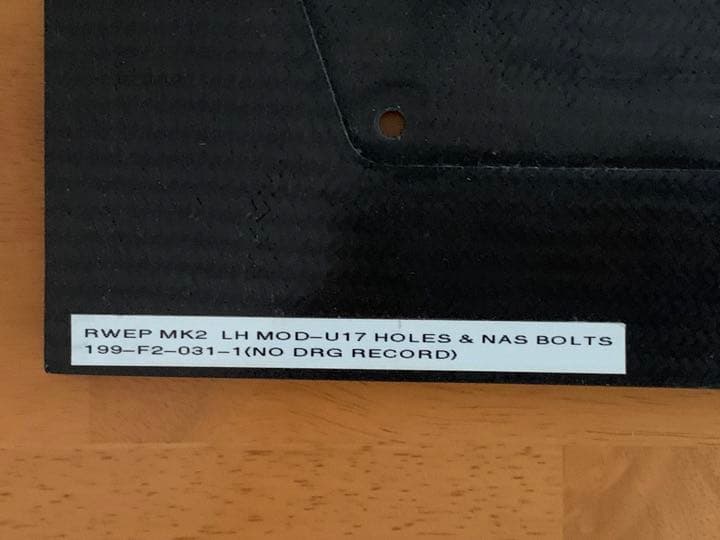 RWEP MK2 LH MOD-U17 HOLES & NAS BOLTS
199-F2-031-1(NO DRG RECORD)